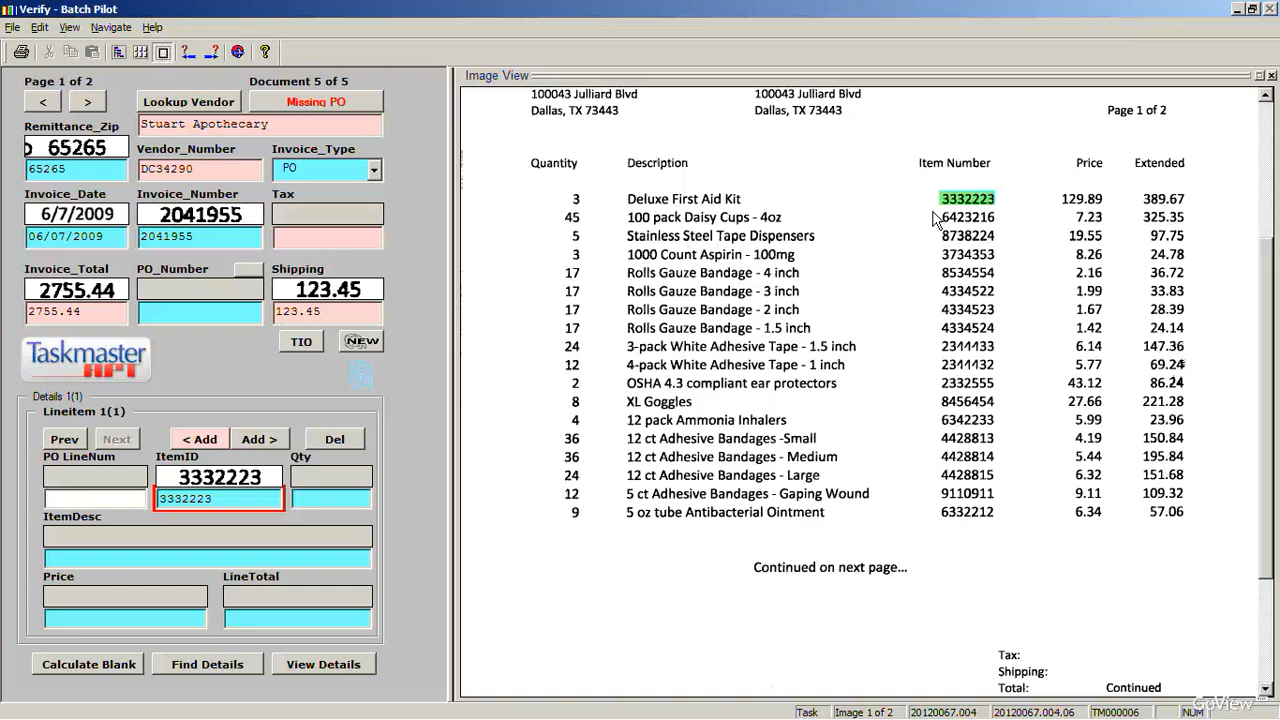 Verify - Batch Pilot
File Edit View Batch Help
Page 1 of 2 Document 5 of 5
< > Lookup Vendor Missing PO
Stuart Apothecary
Remittance_Zip Vendor_Number Invoice_Type
65265
65265 DC34290 PO
Invoice_Date Invoice_Number Tax
6/7/2009 2041955
06/07/2009 2041955
Invoice_Total PO_Number Shipping
2755.44 123.45
2755.44 123.45
TIO NEW
Taskmaster
APT
Details 1(1)
Lineitem 1(1)
Prev Next < Add Add > Del
PO LineNum ItemID Qty
3332223
3332223
ItemDesc
Price LineTotal
Calculate Blank Find Details View Details
Image View
100043 Julliard Blvd 100043 Julliard Blvd
Dallas, TX 73443 Dallas, TX 73443 Page 1 of 2
Quantity Description Item Number Price Extended
3 Deluxe First Aid Kit 3332223 129.89 389.67
45 100 pack Daisy Cups - 4oz 6423216 7.23 325.35
5 Stainless Steel Tape Dispensers 8738224 19.55 97.75
3 1000 Count Aspirin - 100mg 3734353 8.26 24.78
17 Rolls Gauze Bandage - 4 inch 8534554 2.16 36.72
17 Rolls Gauze Bandage - 3 inch 4334522 1.99 33.83
17 Rolls Gauze Bandage - 2 inch 4334523 1.67 28.39
17 Rolls Gauze Bandage - 1.5 inch 4334524 1.42 24.14
24 3-pack White Adhesive Tape - 1.5 inch 2344433 6.14 147.36
12 4-pack White Adhesive Tape - 1 inch 2344432 5.77 69.24
2 OSHA 4.3 compliant ear protectors 2332555 43.12 86.24
8 XL Goggles 8456454 27.66 221.28
4 12 pack Ammonia Inhalers 6342233 5.99 23.96
36 12 ct Adhesive Bandages -Small 4428813 4.19 150.84
36 12 ct Adhesive Bandages - Medium 4428814 5.44 195.84
24 12 ct Adhesive Bandages - Large 4428815 6.32 151.68
12 5 ct Adhesive Bandages - Gaping Wound 9110911 9.11 109.32
9 5 oz tube Antibacterial Ointment 6332212 6.34 57.06
Continued on next page...
Tax:
Shipping:
Total: Continued
GoView
Task Image 1 of 2 20120067.004 20120067.004.06 TM000006 NUM